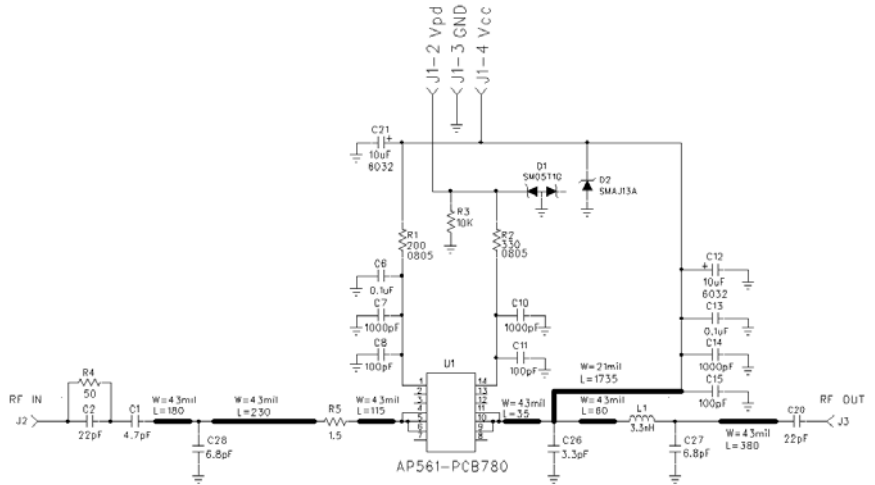 J1-2 Vpd
J1-3 GND
J1-4 Vcc
C21
+
10uF
6032
D1
SM05T1G
D2
SMAJ13A
R3
10K
R1
200
0805
R2
330
0805
C6
0.1uF
C7
1000pF
C8
100pF
C10
1000pF
C11
100pF
C12
+
10uF
6032
C13
0.1uF
C14
1000pF
C15
100pF
U1
1
2
3
4
5
6
7
14
13
12
11
10
9
8
AP561-PCB780
RF IN
J2
R4
50
C2
22pF
C1
4.7pF
W=43mil
L=180
C28
6.8pF
W=43mil
L=230
R5
1.5
W=43mil
L=115
W=43mil
L=35
W=21mil
L=1735
C26
3.3pF
W=43mil
L=60
L1
3.3nH
C27
6.8pF
W=43mil
L=380
C20
22pF
RF OUT
J3